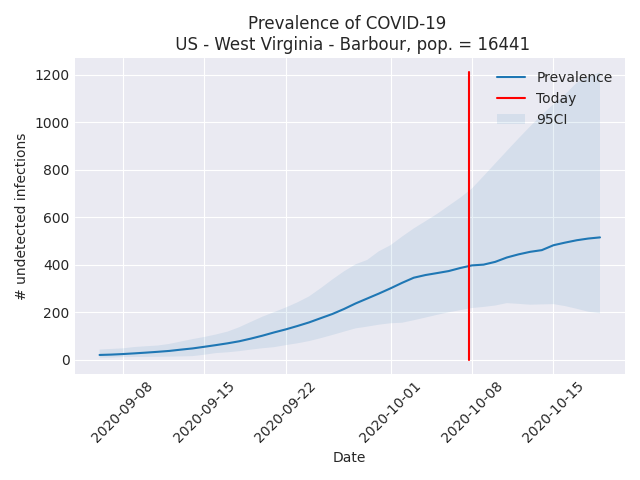 Prevalence of COVID-19
US - West Virginia - Barbour, pop. = 16441
Prevalence
Today
95CI
# undetected infections
1200
1000
800
600
400
200
0
2020-09-08
2020-09-15
2020-09-22
2020-10-01
2020-10-08
2020-10-15
Date